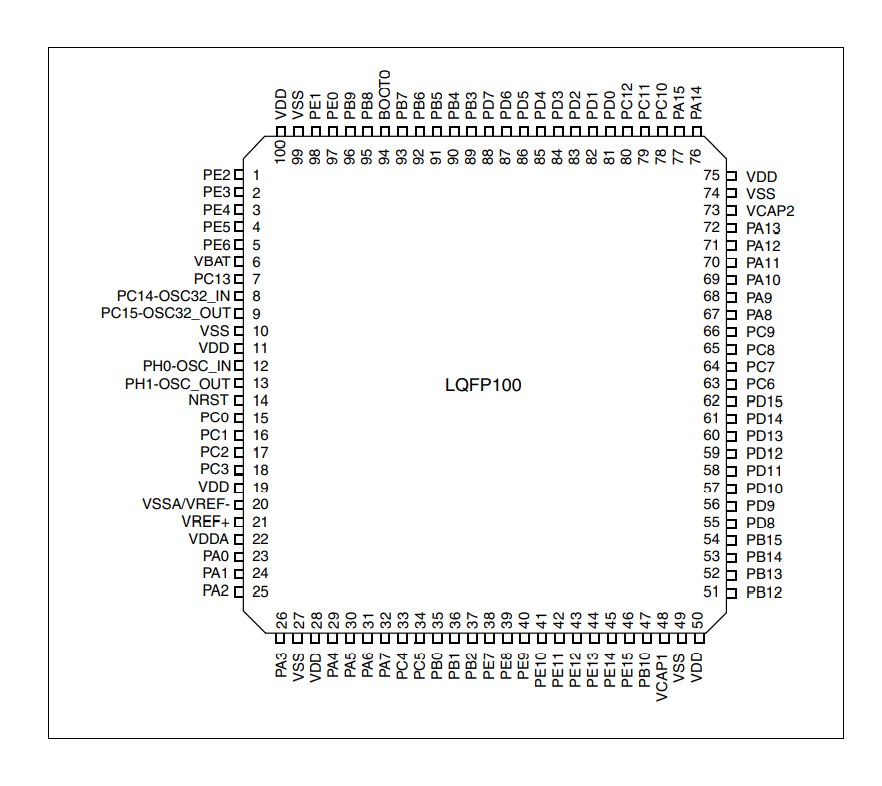 VDD VSS PE1 PE0 PB9 PB8 BOOT0 PB7 PB6 PB5 PB4 PB3 PD7 PD6 PD5 PD4 PD3 PD2 PD1 PD0 PC12 PC11 PC10 PA15 PA14
100 99 98 97 96 95 94 93 92 91 90 89 88 87 86 85 84 83 82 81 80 79 78 77 76
PE2 1 75 VDD
PE3 2 74 VSS
PE4 3 73 VCAP2
PE5 4 72 PA13
PE6 5 71 PA12
VBAT 6 70 PA11
PC13 7 69 PA10
PC14-OSC32_IN 8 68 PA9
PC15-OSC32_OUT 9 67 PA8
VSS 10 66 PC9
VDD 11 65 PC8
PH0-OSC_IN 12 64 PC7
PH1-OSC_OUT 13 63 PC6
LQFP100
NRST 14 62 PD15
PC0 15 61 PD14
PC1 16 60 PD13
PC2 17 59 PD12
PC3 18 58 PD11
VDD 19 57 PD10
VSSA/VREF- 20 56 PD9
VREF+ 21 55 PD8
VDDA 22 54 PB15
PA0 23 53 PB14
PA1 24 52 PB13
PA2 25 51 PB12
26 27 28 29 30 31 32 33 34 35 36 37 38 39 40 41 42 43 44 45 46 47 48 49 50
PA3 VSS VDD PA4 PA5 PA6 PA7 PC4 PC5 PB0 PB1 PB2 PE7 PE8 PE9 PE10 PE11 PE12 PE13 PE14 PE15 PB10 VCAP1 VSS VDD